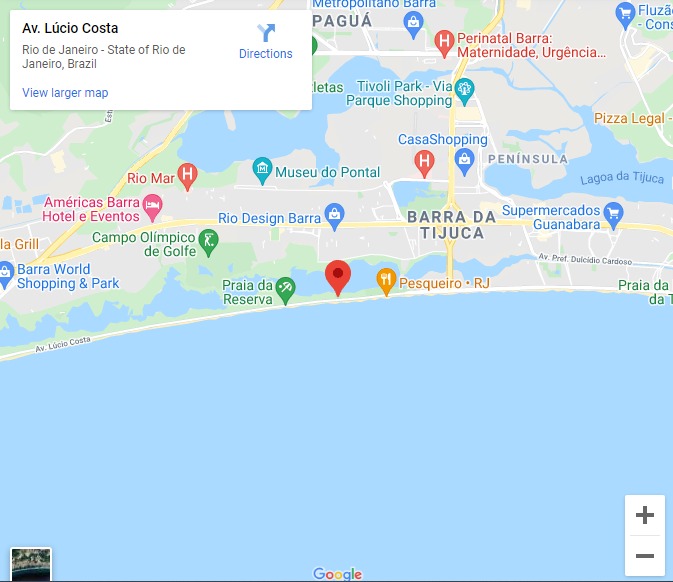 Av. Lúcio Costa
Rio de Janeiro - State of Rio de
Janeiro, Brazil
Directions
View larger map
Metropolitano Barra
PAGUÁ
Fluzão
- Cons
Perinatal Barra:
Maternidade, Urgência...
tletas
Tivoli Park - Via
Parque Shopping
Pizza Legal -
CasaShopping
PENÍNSULA
Museu do Pontal
Rio Mar
Lagoa da Tijuca
Américas Barra
Hotel e Eventos
Rio Design Barra
BARRA DA
TIJUCA
Supermercados
Guanabara
la Grill
Campo Olímpico
de Golfe
Av. Pref. Dulcídio Cardoso
Barra World
Shopping & Park
Praia da
Reserva
Pesqueiro • RJ
Praia da
da T
Av. Lúcio Costa
Google